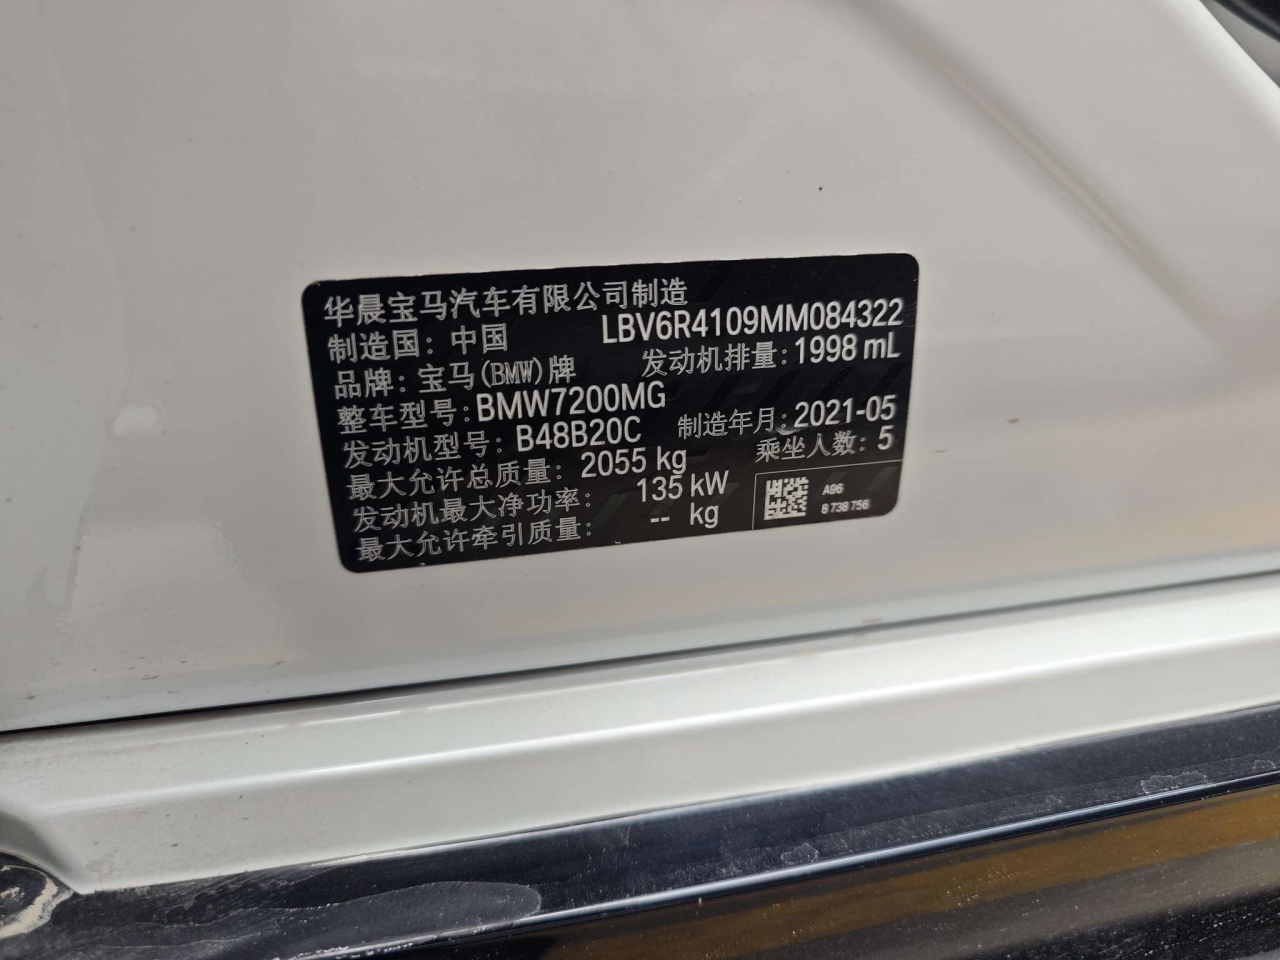 华晨宝马汽车有限公司制造
制造国：中国 LBV6R4109MM084322
品牌：宝马(BMW)牌 发动机排量：1998 mL
整车型号：BMW7200MG
发动机型号：B48B20C 制造年月：2021-05
最大允许总质量：2055 kg 乘坐人数：5
发动机最大净功率：135 kW
最大允许牵引质量：-- kg
A96
8 738 756